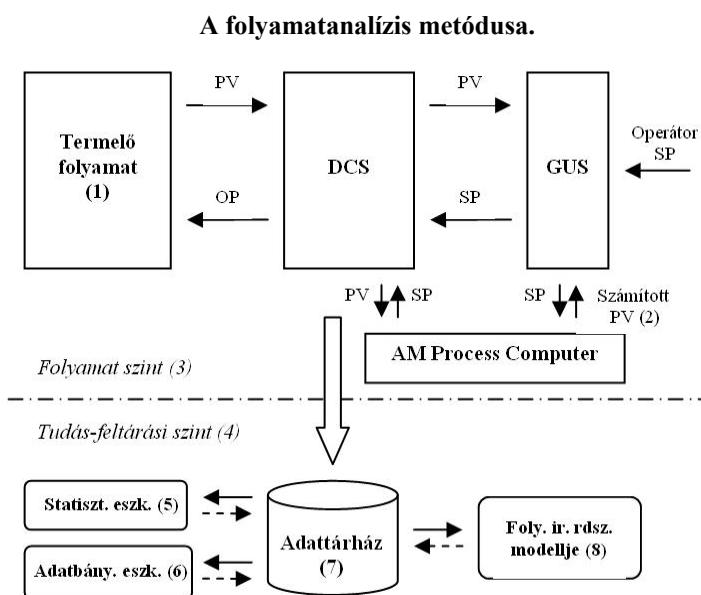 A folyamatanalízis metódusa.
PV
PV
Termelő
folyamat
(1)
DCS
GUS
Operátor
SP
OP
SP
PV
SP
SP
Számított
PV (2)
AM Process Computer
Folyamat szint (3)
Tudás-feltárási szint (4)
Statiszt. eszk. (5)
Adattárház
(7)
Foly. ir. rdsz.
modellje (8)
Adatbány. eszk. (6)